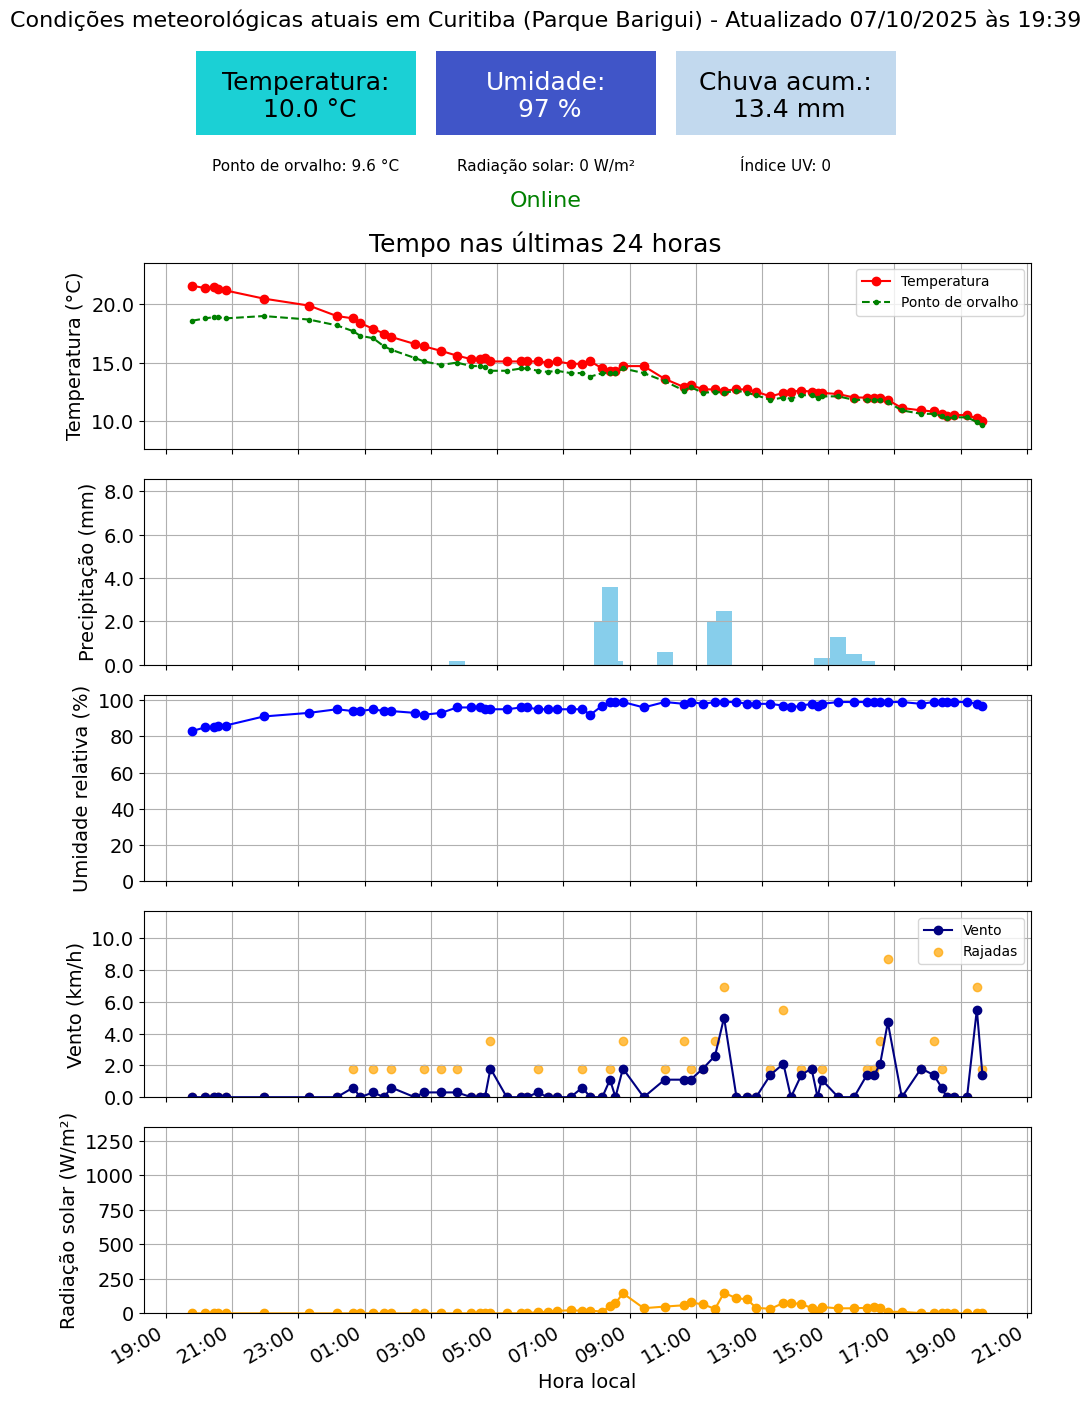 Condições meteorológicas atuais em Curitiba (Parque Barigui) - Atualizado 07/10/2025 às 19:39
Temperatura:
10.0 °C
Umidade:
97 %
Chuva acum.:
13.4 mm
Ponto de orvalho: 9.6 °C
Radiação solar: 0 W/m²
Índice UV: 0
Online
Tempo nas últimas 24 horas
Temperatura (°C)
20.0
15.0
10.0
Temperatura
Ponto de orvalho
Precipitação (mm)
8.0
6.0
4.0
2.0
0.0
Umidade relativa (%)
100
80
60
40
20
0
Vento (km/h)
10.0
8.0
6.0
4.0
2.0
0.0
Vento
Rajadas
Radiação solar (W/m²)
1250
1000
750
500
250
0
19:00
21:00
23:00
01:00
03:00
05:00
07:00
09:00
11:00
13:00
15:00
17:00
19:00
21:00
Hora local